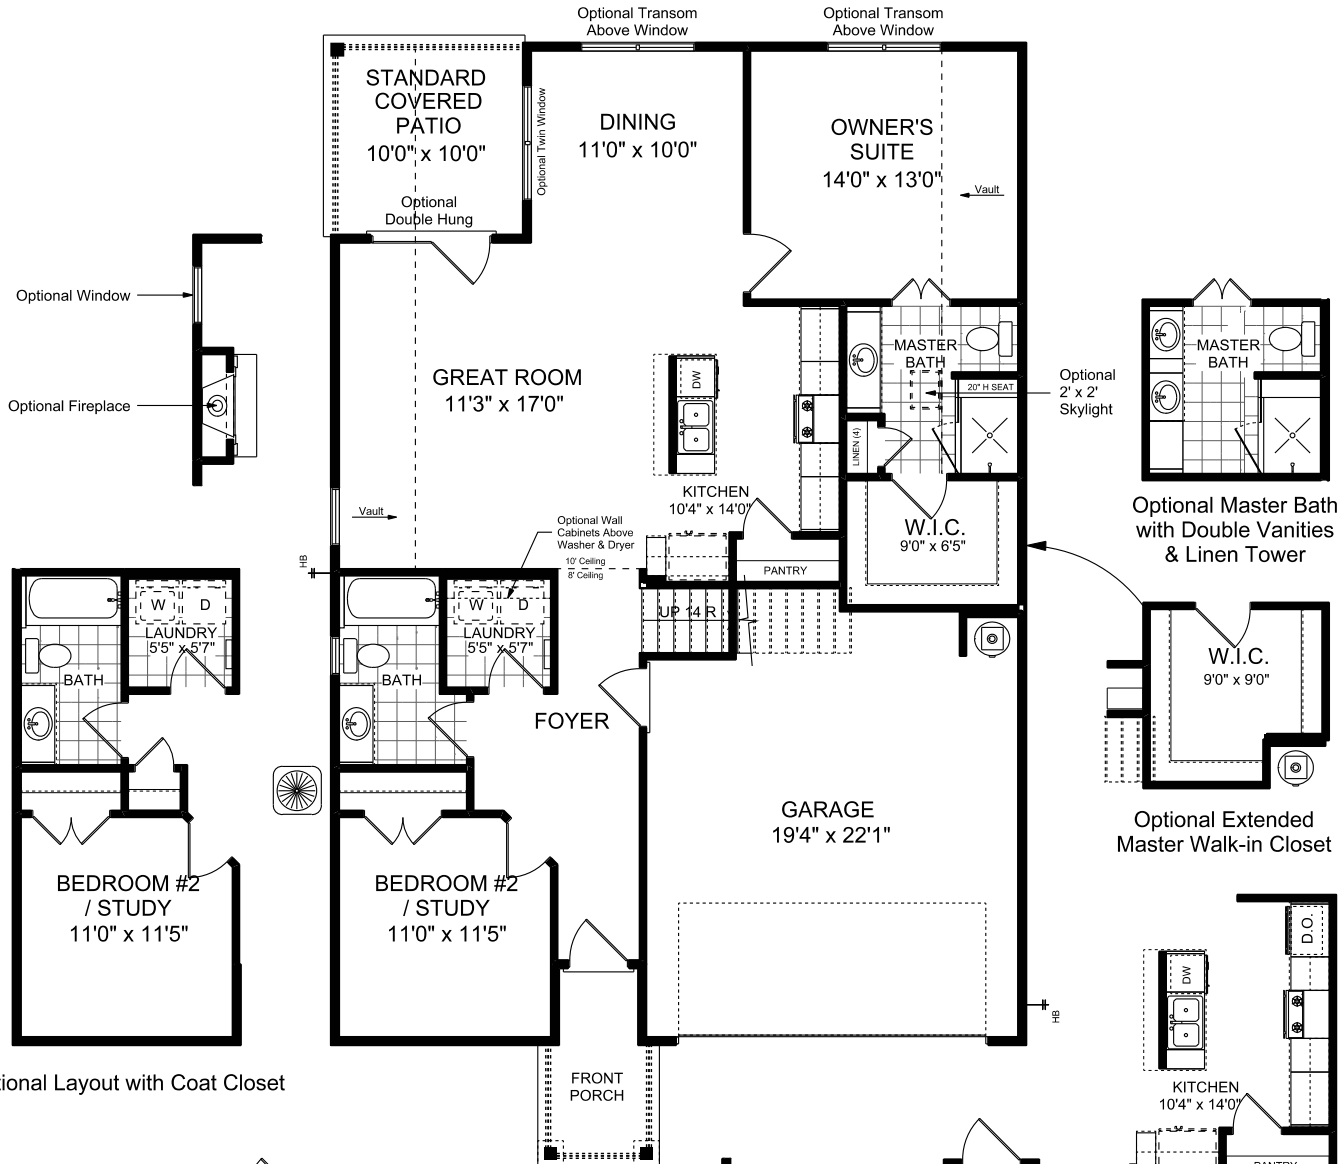 Optional Transom
Above Window
Optional Transom
Above Window
STANDARD
COVERED
PATIO
10'0" x 10'0"
Optional Twin Window
DINING
11'0" x 10'0"
OWNER'S
SUITE
14'0" x 13'0"
Vault
Optional
Double Hung
Optional Window
Optional Fireplace
GREAT ROOM
11'3" x 17'0"
DW
MASTER
BATH
20" H SEAT
LINEN (4)
Optional
2' x 2'
Skylight
MASTER
BATH
Optional Master Bath
with Double Vanities
& Linen Tower
KITCHEN
10'4" x 14'0"
Vault
Optional Wall
Cabinets Above
Washer & Dryer
10' Ceiling
8' Ceiling
HB
W.I.C.
9'0" x 6'5"
PANTRY
UP 14 R
W
D
LAUNDRY
5'5" x 5'7"
BATH
W
D
LAUNDRY
5'5" x 5'7"
BATH
FOYER
W.I.C.
9'0" x 9'0"
Optional Extended
Master Walk-in Closet
GARAGE
19'4" x 22'1"
BEDROOM #2
/ STUDY
11'0" x 11'5"
BEDROOM #2
/ STUDY
11'0" x 11'5"
D.O.
DW
HB
KITCHEN
10'4" x 14'0"
tional Layout with Coat Closet
FRONT
PORCH
PANTRY